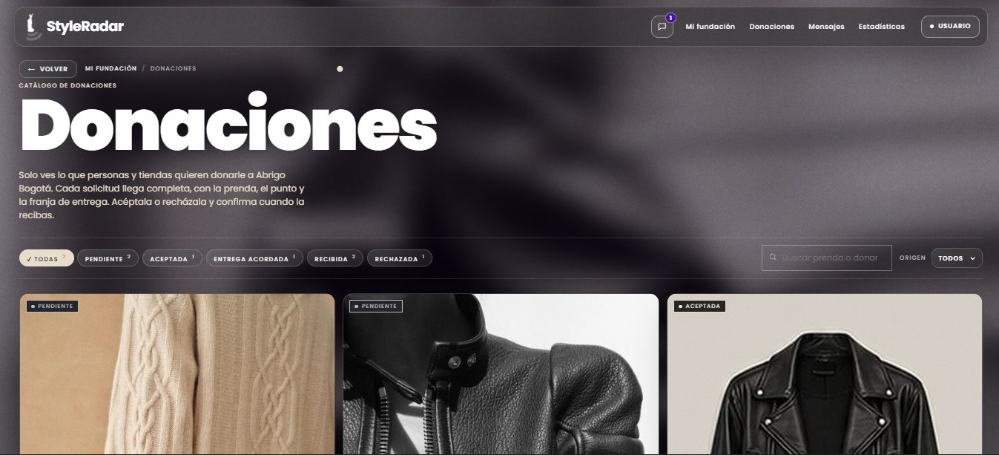 StyleRadar
1
Mi fundación
Donaciones
Mensajes
Estadísticas
USUARIO
← VOLVER
MI FUNDACIÓN / DONACIONES
CATÁLOGO DE DONACIONES
Donaciones
Solo ves lo que personas y tiendas quieren donarle a Abrigo
Bogotá. Cada solicitud llega completa, con la prenda, el punto y
la franja de entrega. Acéptala o recházala y confirma cuando la
recibas.
✓ TODAS 7
PENDIENTE 2
ACEPTADA 1
ENTREGA ACORDADA 1
RECIBIDA 2
RECHAZADA 1
Buscar prenda o donar
ORIGEN
TODOS
PENDIENTE
PENDIENTE
ACEPTADA